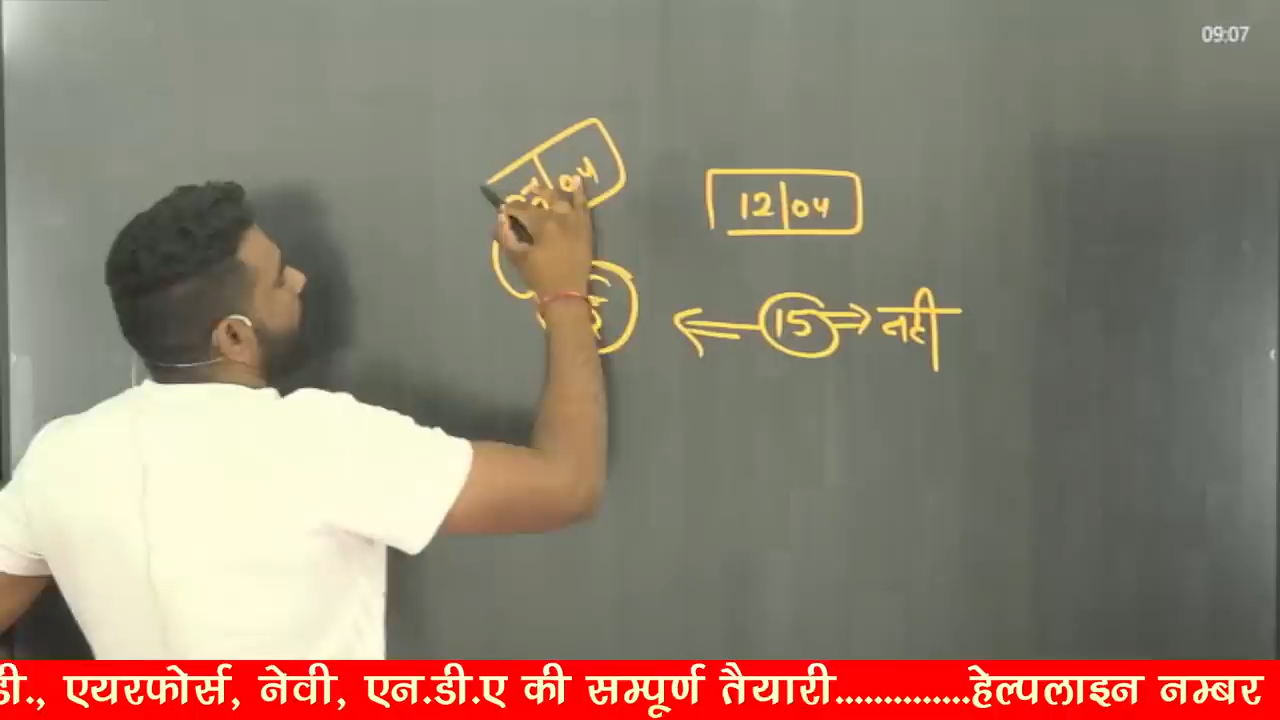 09:07
04
12 04
15 नही
डी., एयरफोर्स, नेवी, एन.डी.ए की सम्पूर्ण तैयारी..............हेल्पलाइन नम्बर